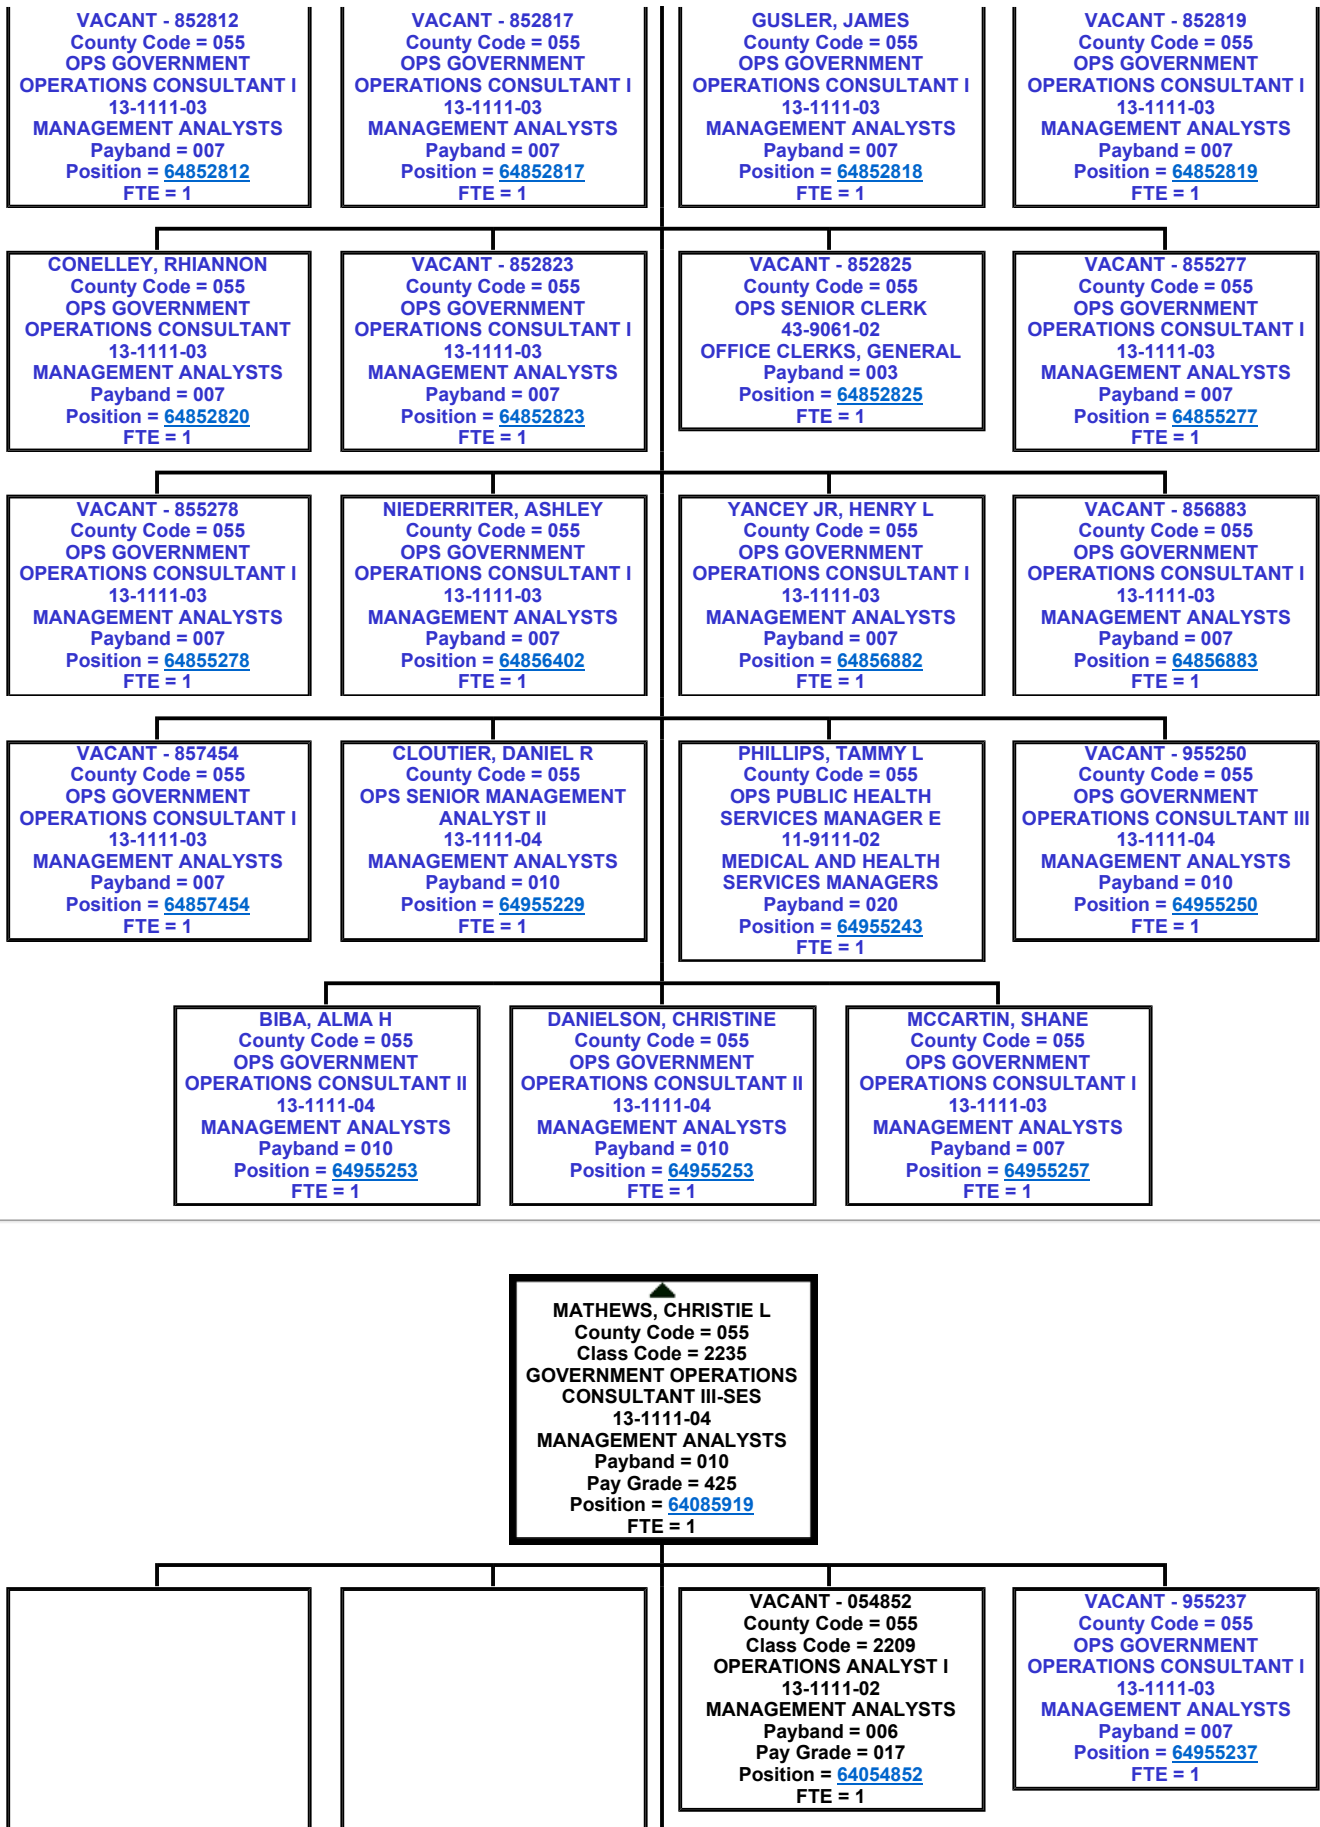 VACANT - 852812
County Code = 055
OPS GOVERNMENT
OPERATIONS CONSULTANT I
13-1111-03
MANAGEMENT ANALYSTS
Payband = 007
Position = 64852812
FTE = 1
VACANT - 852817
County Code = 055
OPS GOVERNMENT
OPERATIONS CONSULTANT I
13-1111-03
MANAGEMENT ANALYSTS
Payband = 007
Position = 64852817
FTE = 1
GUSLER, JAMES
County Code = 055
OPS GOVERNMENT
OPERATIONS CONSULTANT I
13-1111-03
MANAGEMENT ANALYSTS
Payband = 007
Position = 64852818
FTE = 1
VACANT - 852819
County Code = 055
OPS GOVERNMENT
OPERATIONS CONSULTANT I
13-1111-03
MANAGEMENT ANALYSTS
Payband = 007
Position = 64852819
FTE = 1
CONELLEY, RHIANNON
County Code = 055
OPS GOVERNMENT
OPERATIONS CONSULTANT
13-1111-03
MANAGEMENT ANALYSTS
Payband = 007
Position = 64852820
FTE = 1
VACANT - 852823
County Code = 055
OPS GOVERNMENT
OPERATIONS CONSULTANT I
13-1111-03
MANAGEMENT ANALYSTS
Payband = 007
Position = 64852823
FTE = 1
VACANT - 852825
County Code = 055
OPS SENIOR CLERK
43-9061-02
OFFICE CLERKS, GENERAL
Payband = 003
Position = 64852825
FTE = 1
VACANT - 855277
County Code = 055
OPS GOVERNMENT
OPERATIONS CONSULTANT I
13-1111-03
MANAGEMENT ANALYSTS
Payband = 007
Position = 64855277
FTE = 1
VACANT - 855278
County Code = 055
OPS GOVERNMENT
OPERATIONS CONSULTANT I
13-1111-03
MANAGEMENT ANALYSTS
Payband = 007
Position = 64855278
FTE = 1
NIEDERRITER, ASHLEY
County Code = 055
OPS GOVERNMENT
OPERATIONS CONSULTANT I
13-1111-03
MANAGEMENT ANALYSTS
Payband = 007
Position = 64856402
FTE = 1
YANCEY JR, HENRY L
County Code = 055
OPS GOVERNMENT
OPERATIONS CONSULTANT I
13-1111-03
MANAGEMENT ANALYSTS
Payband = 007
Position = 64856882
FTE = 1
VACANT - 856883
County Code = 055
OPS GOVERNMENT
OPERATIONS CONSULTANT I
13-1111-03
MANAGEMENT ANALYSTS
Payband = 007
Position = 64856883
FTE = 1
VACANT - 857454
County Code = 055
OPS GOVERNMENT
OPERATIONS CONSULTANT I
13-1111-03
MANAGEMENT ANALYSTS
Payband = 007
Position = 64857454
FTE = 1
CLOUTIER, DANIEL R
County Code = 055
OPS SENIOR MANAGEMENT
ANALYST II
13-1111-04
MANAGEMENT ANALYSTS
Payband = 010
Position = 64955229
FTE = 1
PHILLIPS, TAMMY L
County Code = 055
OPS PUBLIC HEALTH
SERVICES MANAGER E
11-9111-02
MEDICAL AND HEALTH
SERVICES MANAGERS
Payband = 020
Position = 64955243
FTE = 1
VACANT - 955250
County Code = 055
OPS GOVERNMENT
OPERATIONS CONSULTANT III
13-1111-04
MANAGEMENT ANALYSTS
Payband = 010
Position = 64955250
FTE = 1
BIBA, ALMA H
County Code = 055
OPS GOVERNMENT
OPERATIONS CONSULTANT II
13-1111-04
MANAGEMENT ANALYSTS
Payband = 010
Position = 64955253
FTE = 1
DANIELSON, CHRISTINE
County Code = 055
OPS GOVERNMENT
OPERATIONS CONSULTANT II
13-1111-04
MANAGEMENT ANALYSTS
Payband = 010
Position = 64955253
FTE = 1
MCCARTIN, SHANE
County Code = 055
OPS GOVERNMENT
OPERATIONS CONSULTANT I
13-1111-03
MANAGEMENT ANALYSTS
Payband = 007
Position = 64955257
FTE = 1
MATHEWS, CHRISTIE L
County Code = 055
Class Code = 2235
GOVERNMENT OPERATIONS
CONSULTANT III-SES
13-1111-04
MANAGEMENT ANALYSTS
Payband = 010
Pay Grade = 425
Position = 64085919
FTE = 1
VACANT - 054852
County Code = 055
Class Code = 2209
OPERATIONS ANALYST I
13-1111-02
MANAGEMENT ANALYSTS
Payband = 006
Pay Grade = 017
Position = 64054852
FTE = 1
VACANT - 955237
County Code = 055
OPS GOVERNMENT
OPERATIONS CONSULTANT I
13-1111-03
MANAGEMENT ANALYSTS
Payband = 007
Position = 64955237
FTE = 1